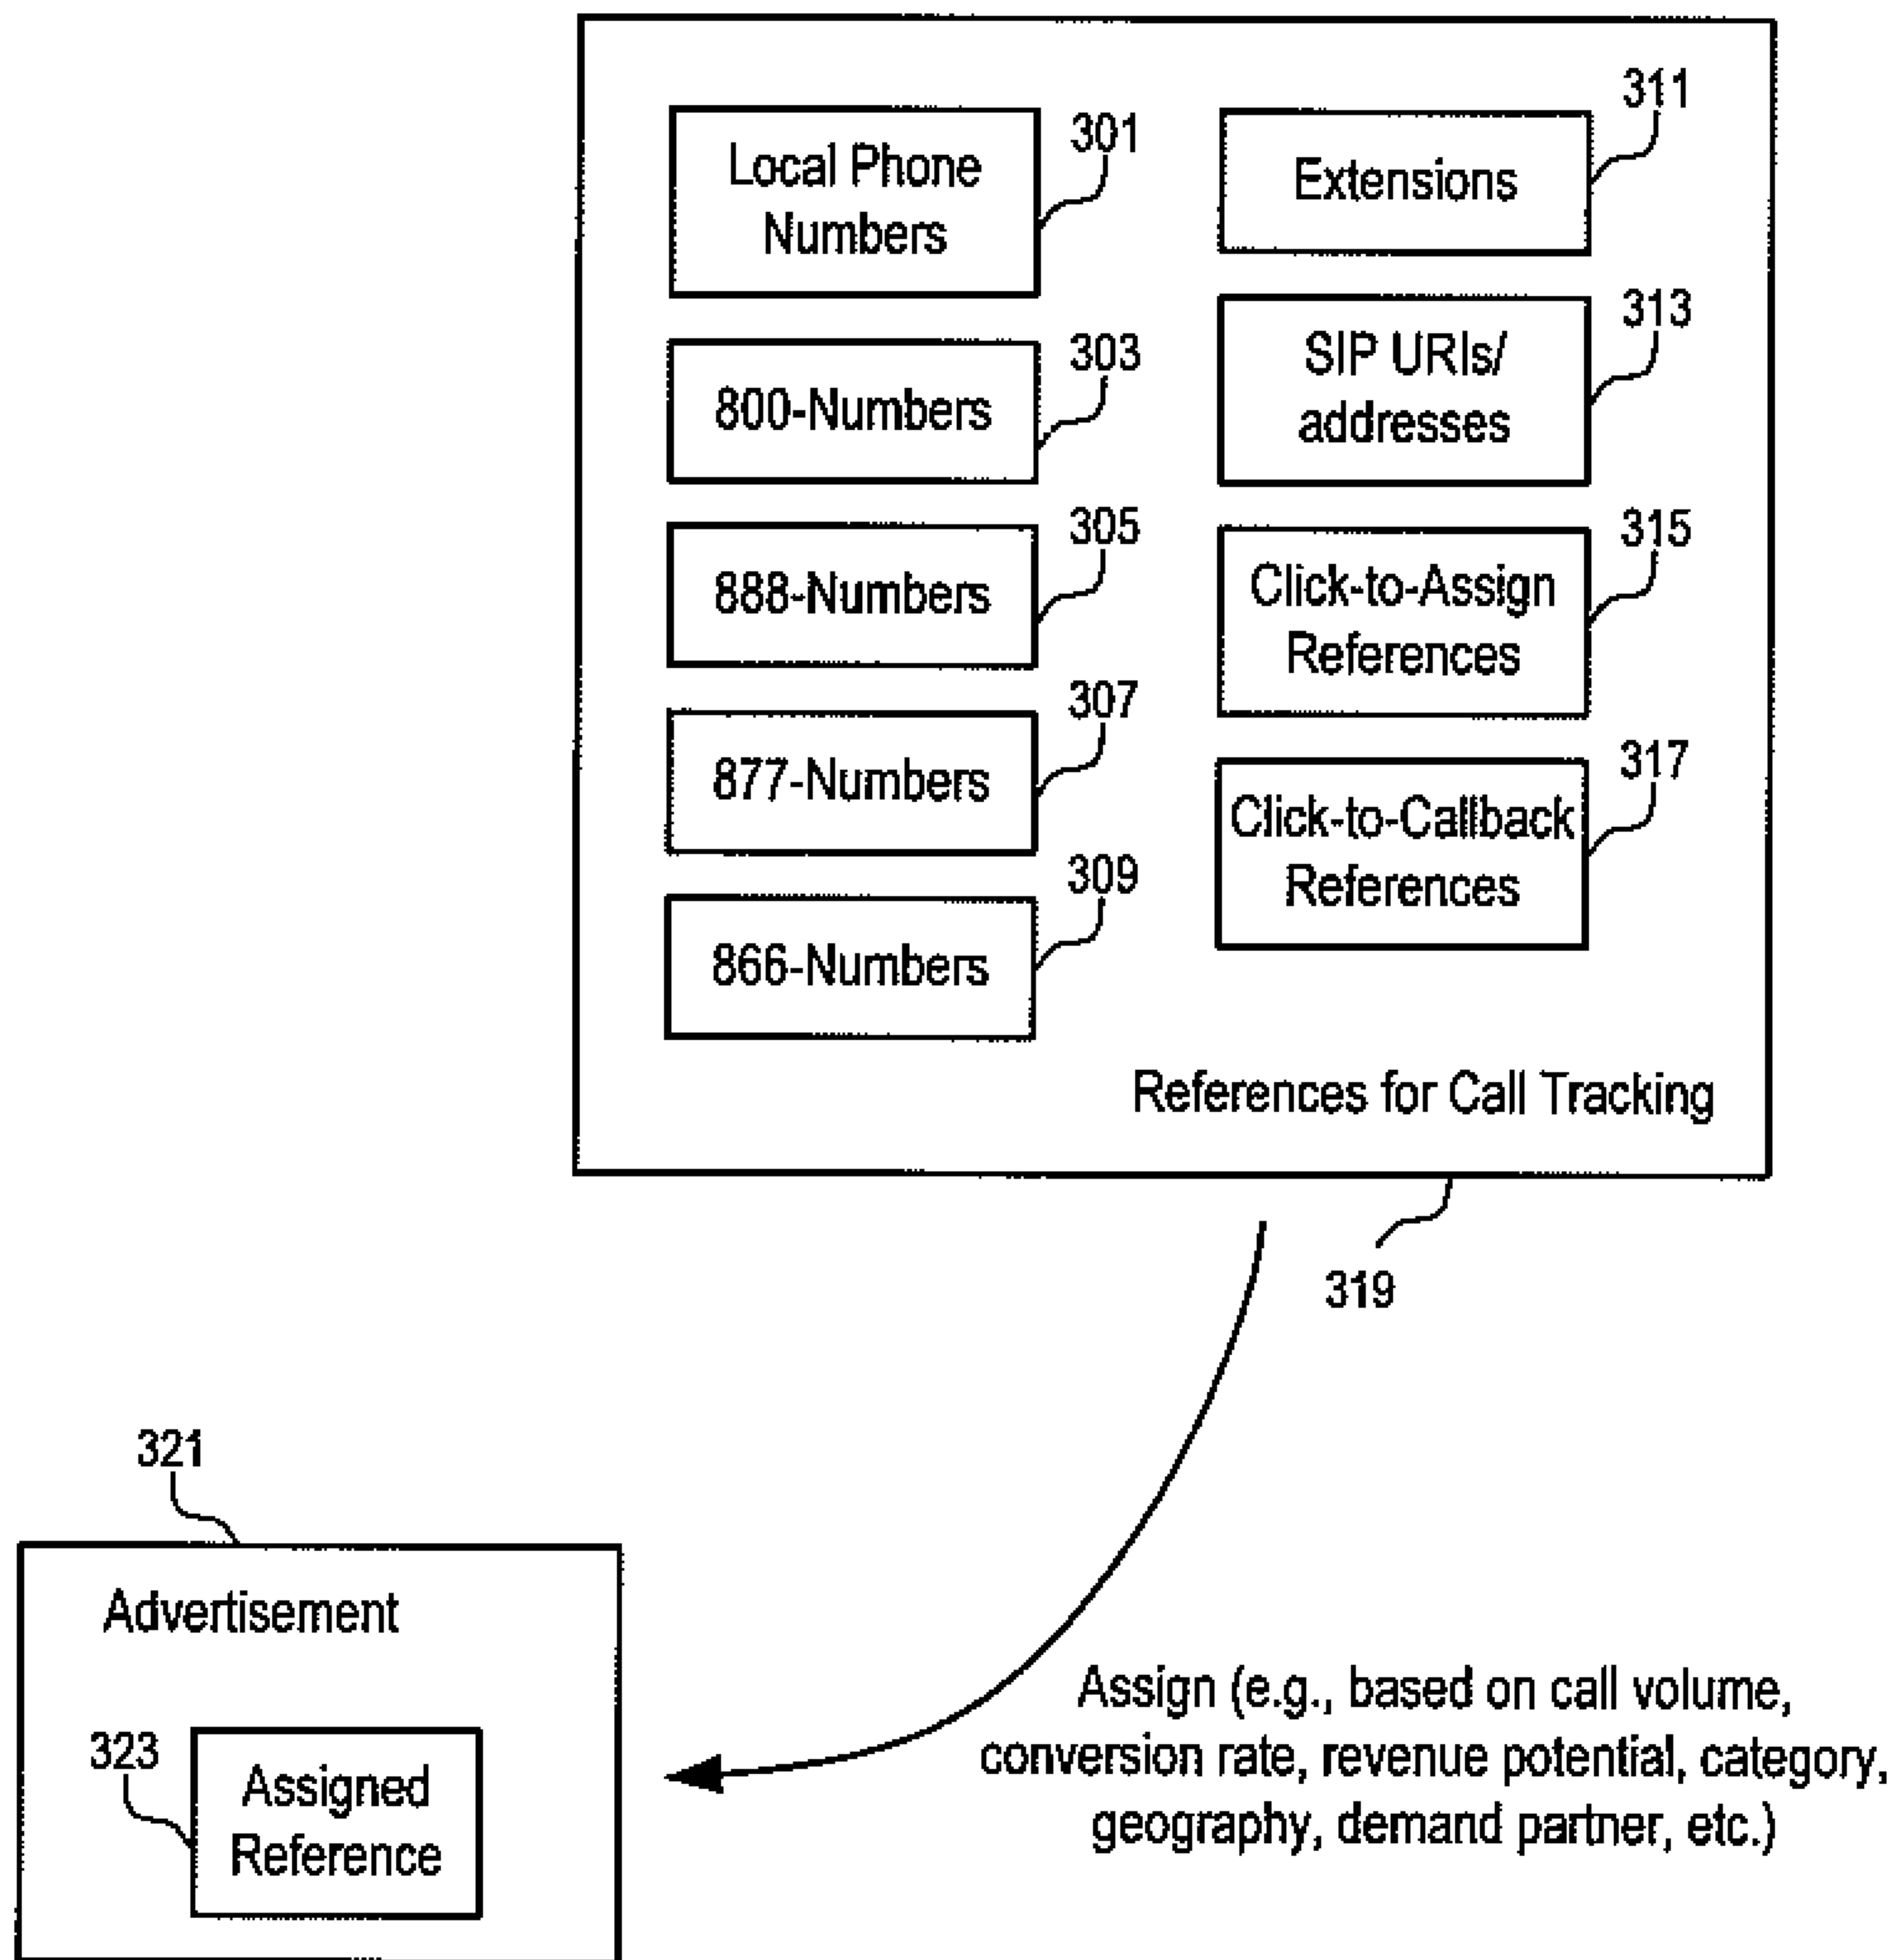 Local Phone
Numbers
301
800-Numbers
303
888-Numbers
305
877-Numbers
307
866-Numbers
309
Extensions
311
SIP URIs/
addresses
313
Click-to-Assign
References
315
Click-to-Callback
References
317
References for Call Tracking
319
321
Advertisement
323
Assigned
Reference
Assign (e.g., based on call volume,
conversion rate, revenue potential, category,
geography, demand partner, etc.)